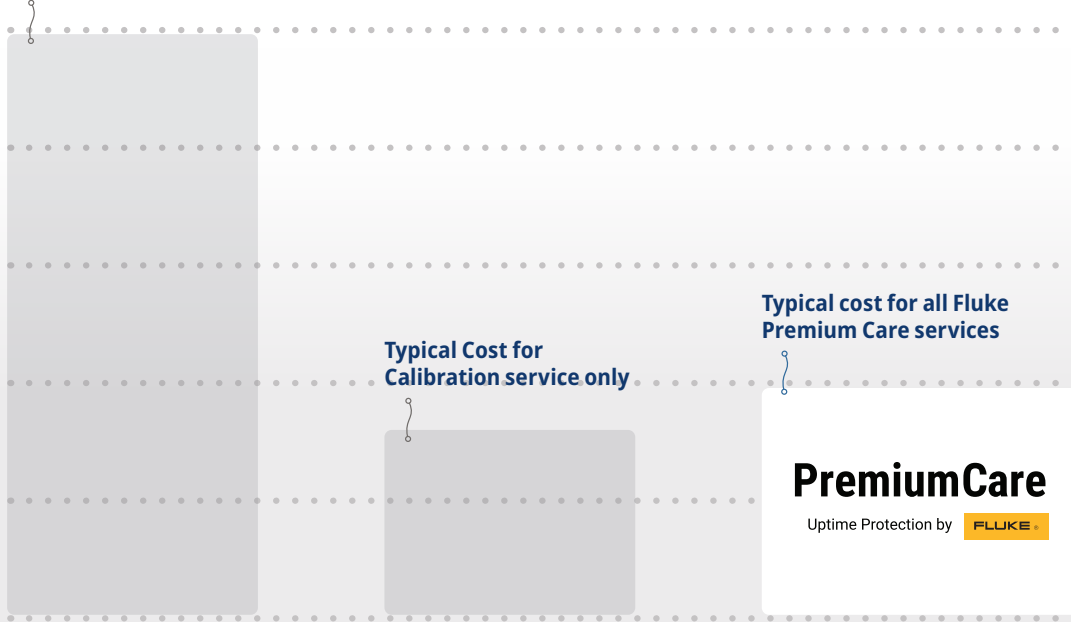 Typical cost for all Fluke
Premium Care services
Typical Cost for
Calibration service only
PremiumCare
Uptime Protection by FLUKE®